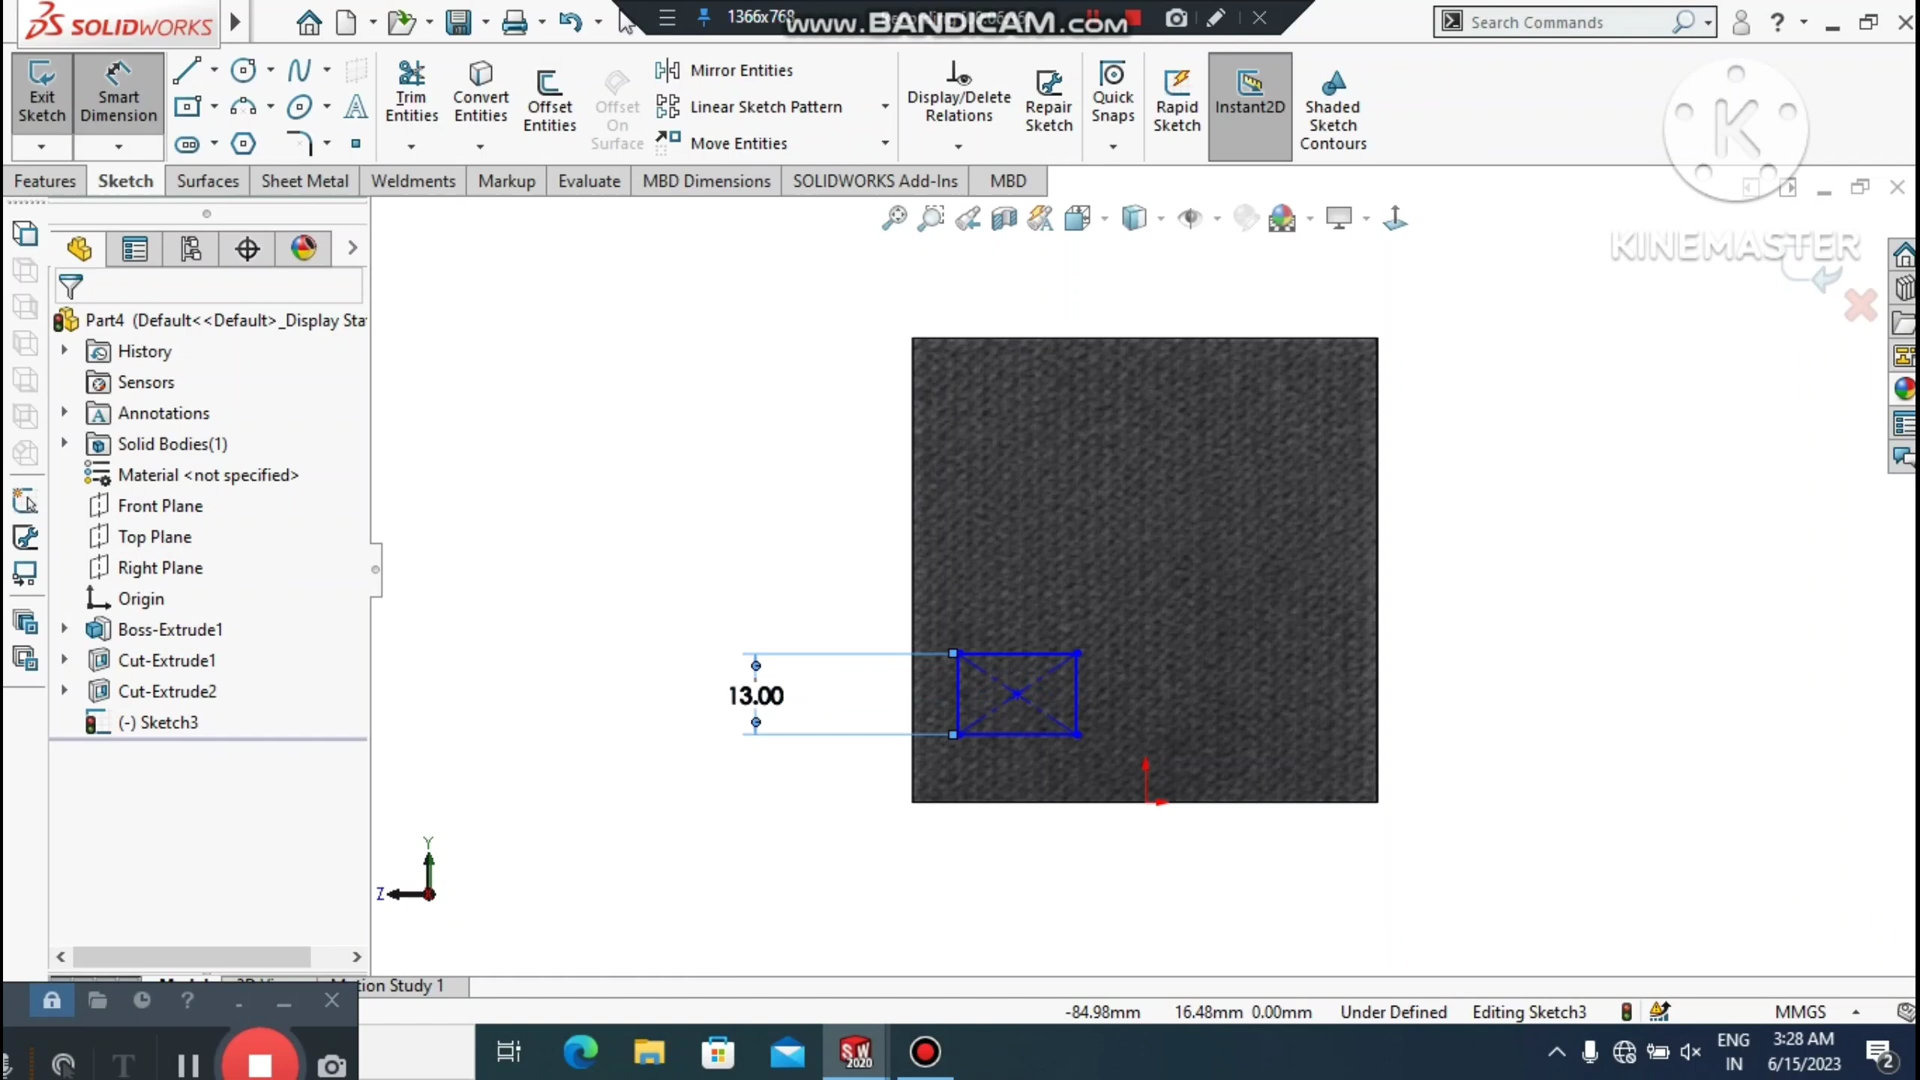 SOLIDWORKS
1366x768
www.BANDICAM.com
Search Commands
Exit Sketch
Smart Dimension
Trim Entities
Convert Entities
Offset Entities
Offset On Surface
Mirror Entities
Linear Sketch Pattern
Move Entities
Display/Delete Relations
Repair Sketch
Quick Snaps
Rapid Sketch
Instant2D
Shaded Sketch Contours
K
KINEMASTER
Features
Sketch
Surfaces
Sheet Metal
Weldments
Markup
Evaluate
MBD Dimensions
SOLIDWORKS Add-Ins
MBD
Part4 (Default<<Default>_Display Sta
History
Sensors
Annotations
Solid Bodies(1)
Material <not specified>
Front Plane
Top Plane
Right Plane
Origin
Boss-Extrude1
Cut-Extrude1
Cut-Extrude2
(-) Sketch3
13.00
Y
Z
Motion Study 1
-84.98mm
16.48mm 0.00mm
Under Defined
Editing Sketch3
MMGS
SW 2020
ENG
IN
3:28 AM
6/15/2023
2